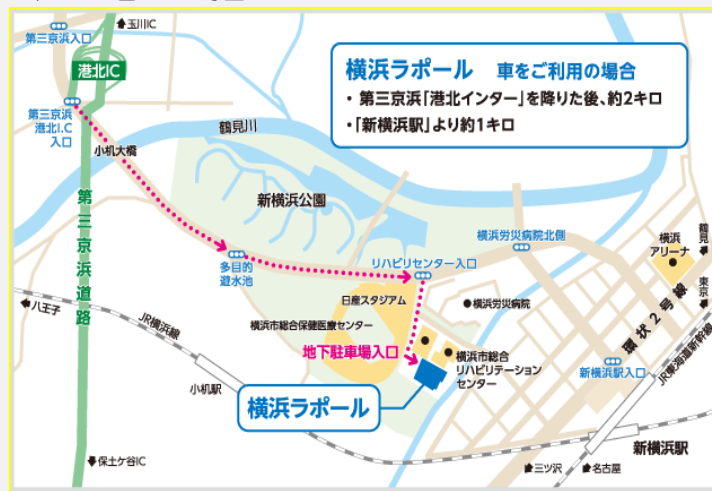 玉川IC
第三京浜入口
港北IC
横浜ラポール 車をご利用の場合
・ 第三京浜「港北インター」を降りた後、約2キロ
・「新横浜駅」より約1キロ
第三京浜
港北I.C
入口
鶴見川
小机大橋
新横浜公園
第三京浜道路
横浜労災病院北側
横浜
アリーナ
鶴見
多目的
遊水池
リハビリセンター入口
八王子
JR横浜線
日産スタジアム
横浜労災病院
東京
環状2号線
横浜市総合保健医療センター
地下駐車場入口
横浜市総合
リハビリテーション
センター
新横浜駅入口
JR東海道新幹線
小机駅
横浜ラポール
新横浜駅
保土ケ谷IC
三ツ沢
名古屋